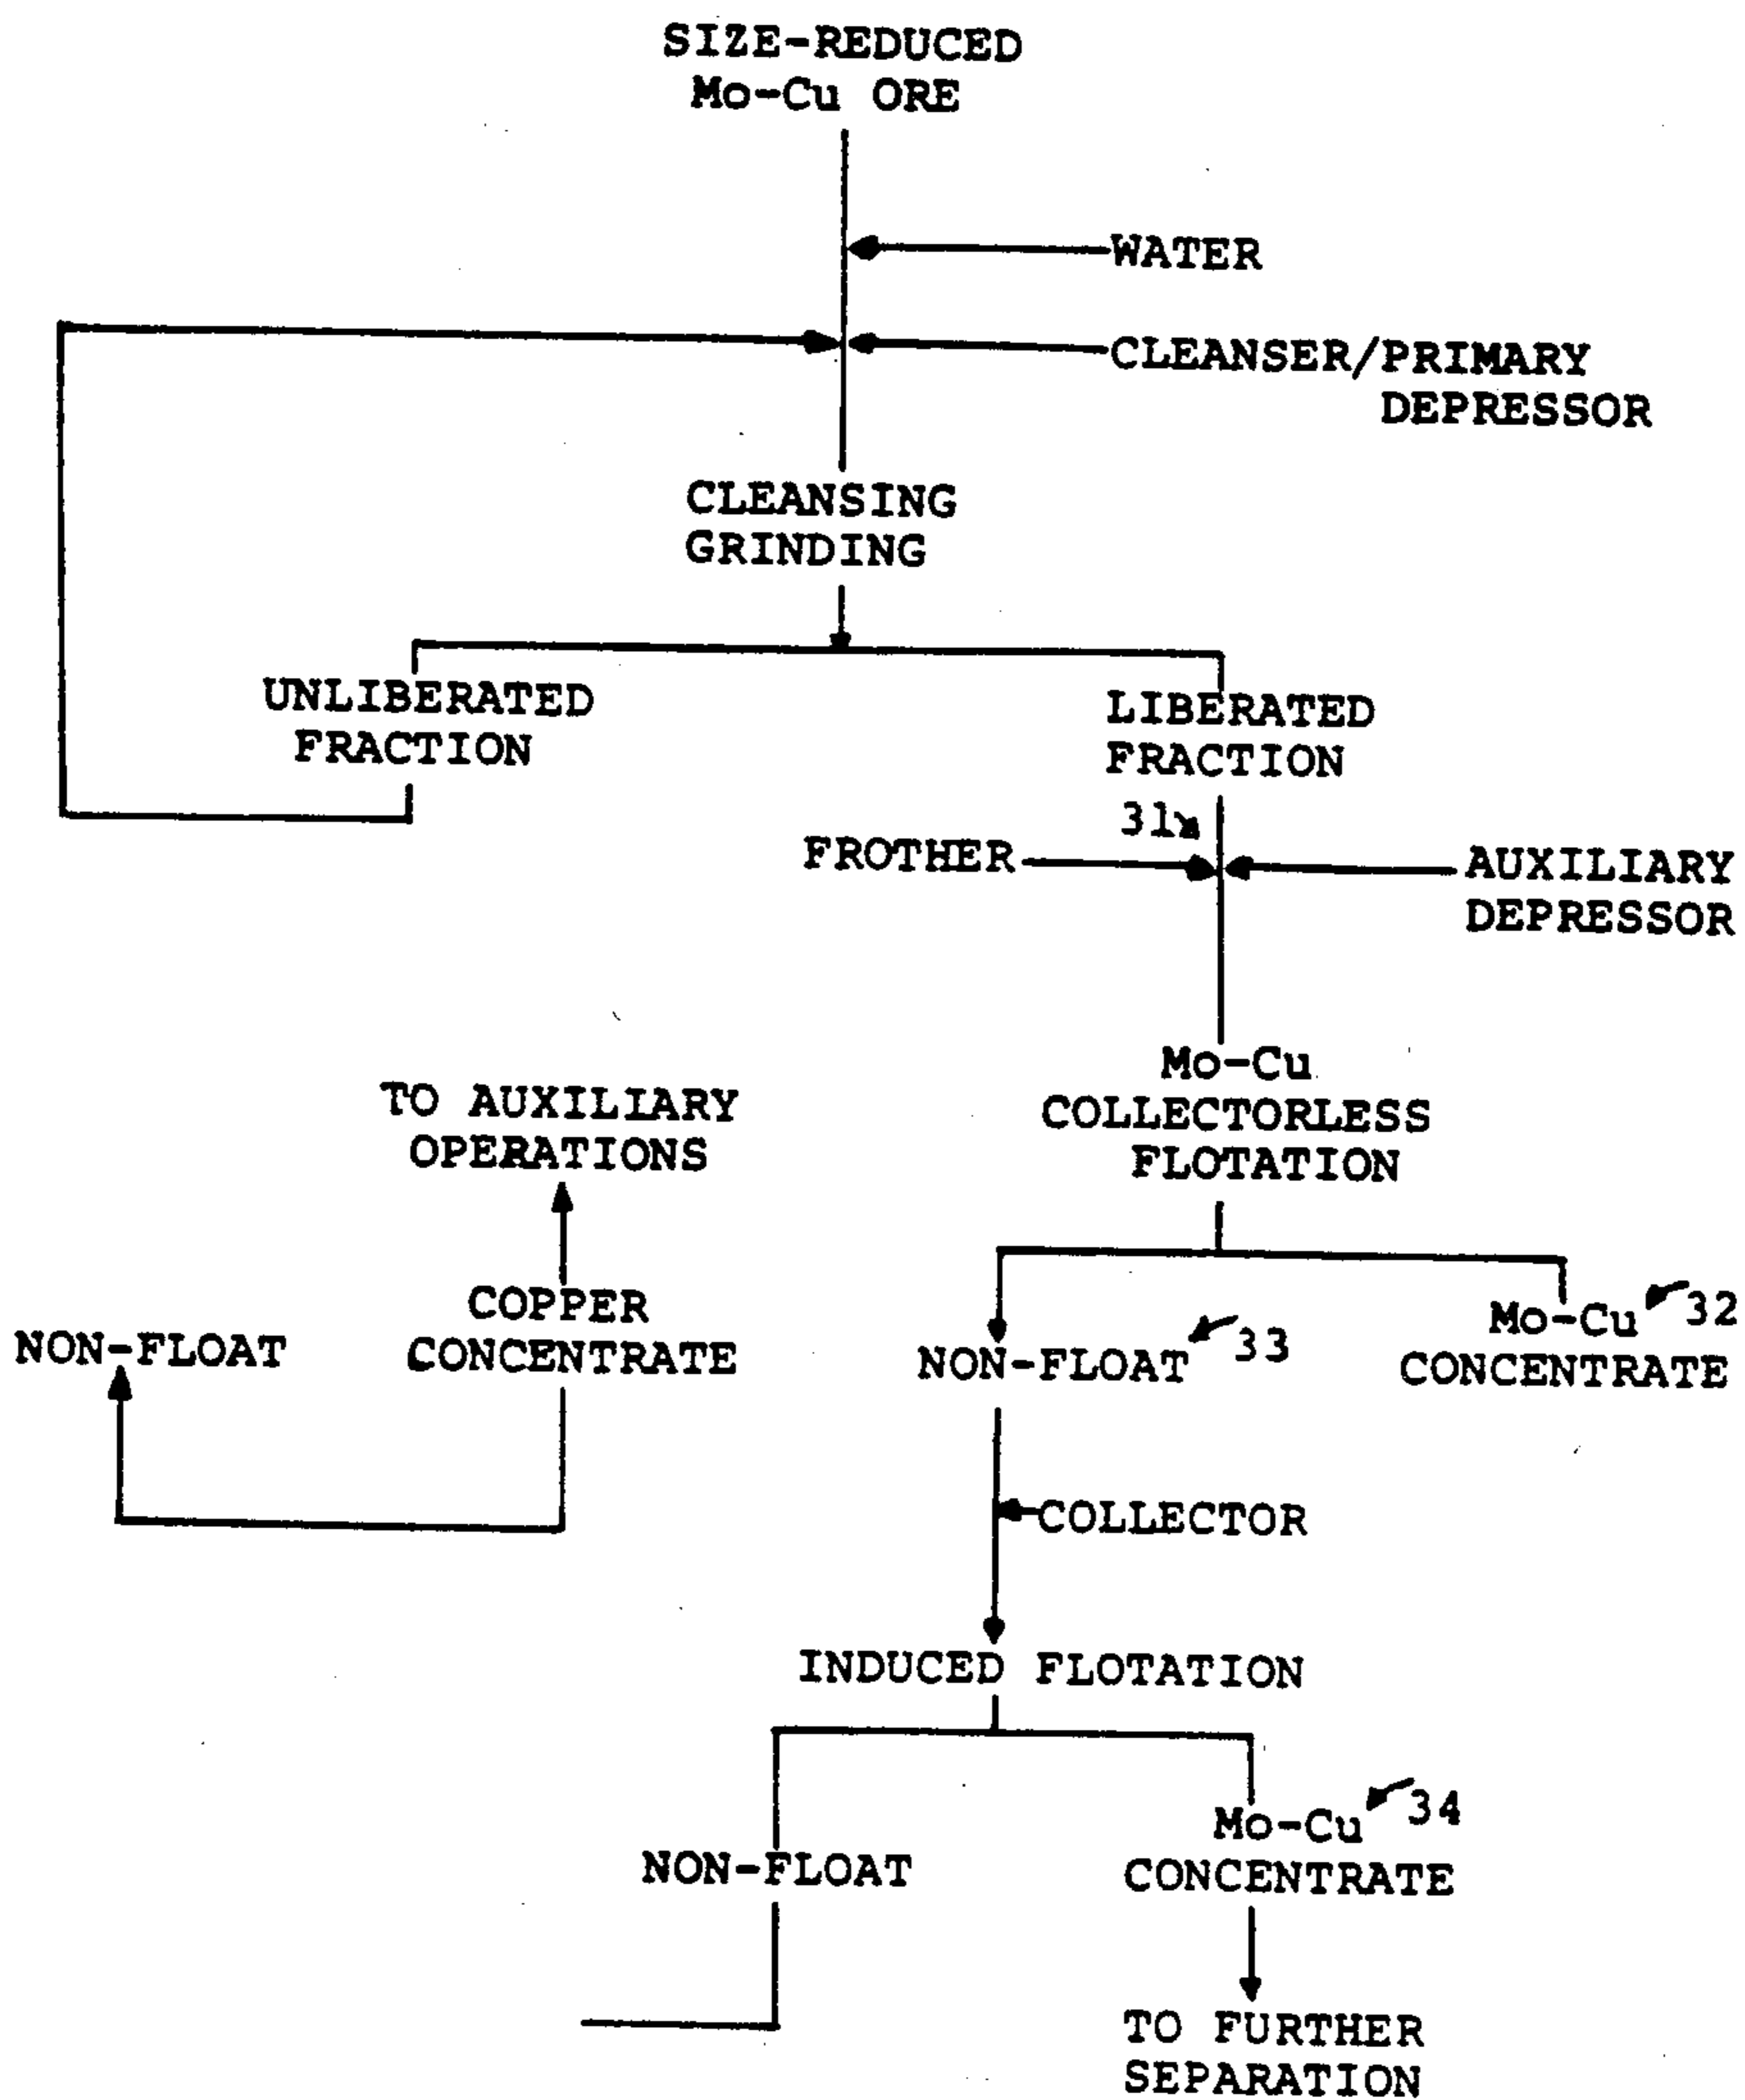 SIZE-REDUCED
Mo-Cu ORE
WATER
CLEANSER/PRIMARY
DEPRESSOR
CLEANSING
GRINDING
UNLIBERATED
FRACTION
LIBERATED
FRACTION
31
FROTHER
AUXILIARY
DEPRESSOR
Mo-Cu
COLLECTORLESS
FLOTATION
TO AUXILIARY
OPERATIONS
COPPER
CONCENTRATE
NON-FLOAT
NON-FLOAT 33
Mo-Cu 32
CONCENTRATE
COLLECTOR
INDUCED FLOTATION
NON-FLOAT
Mo-Cu 34
CONCENTRATE
TO FURTHER
SEPARATION